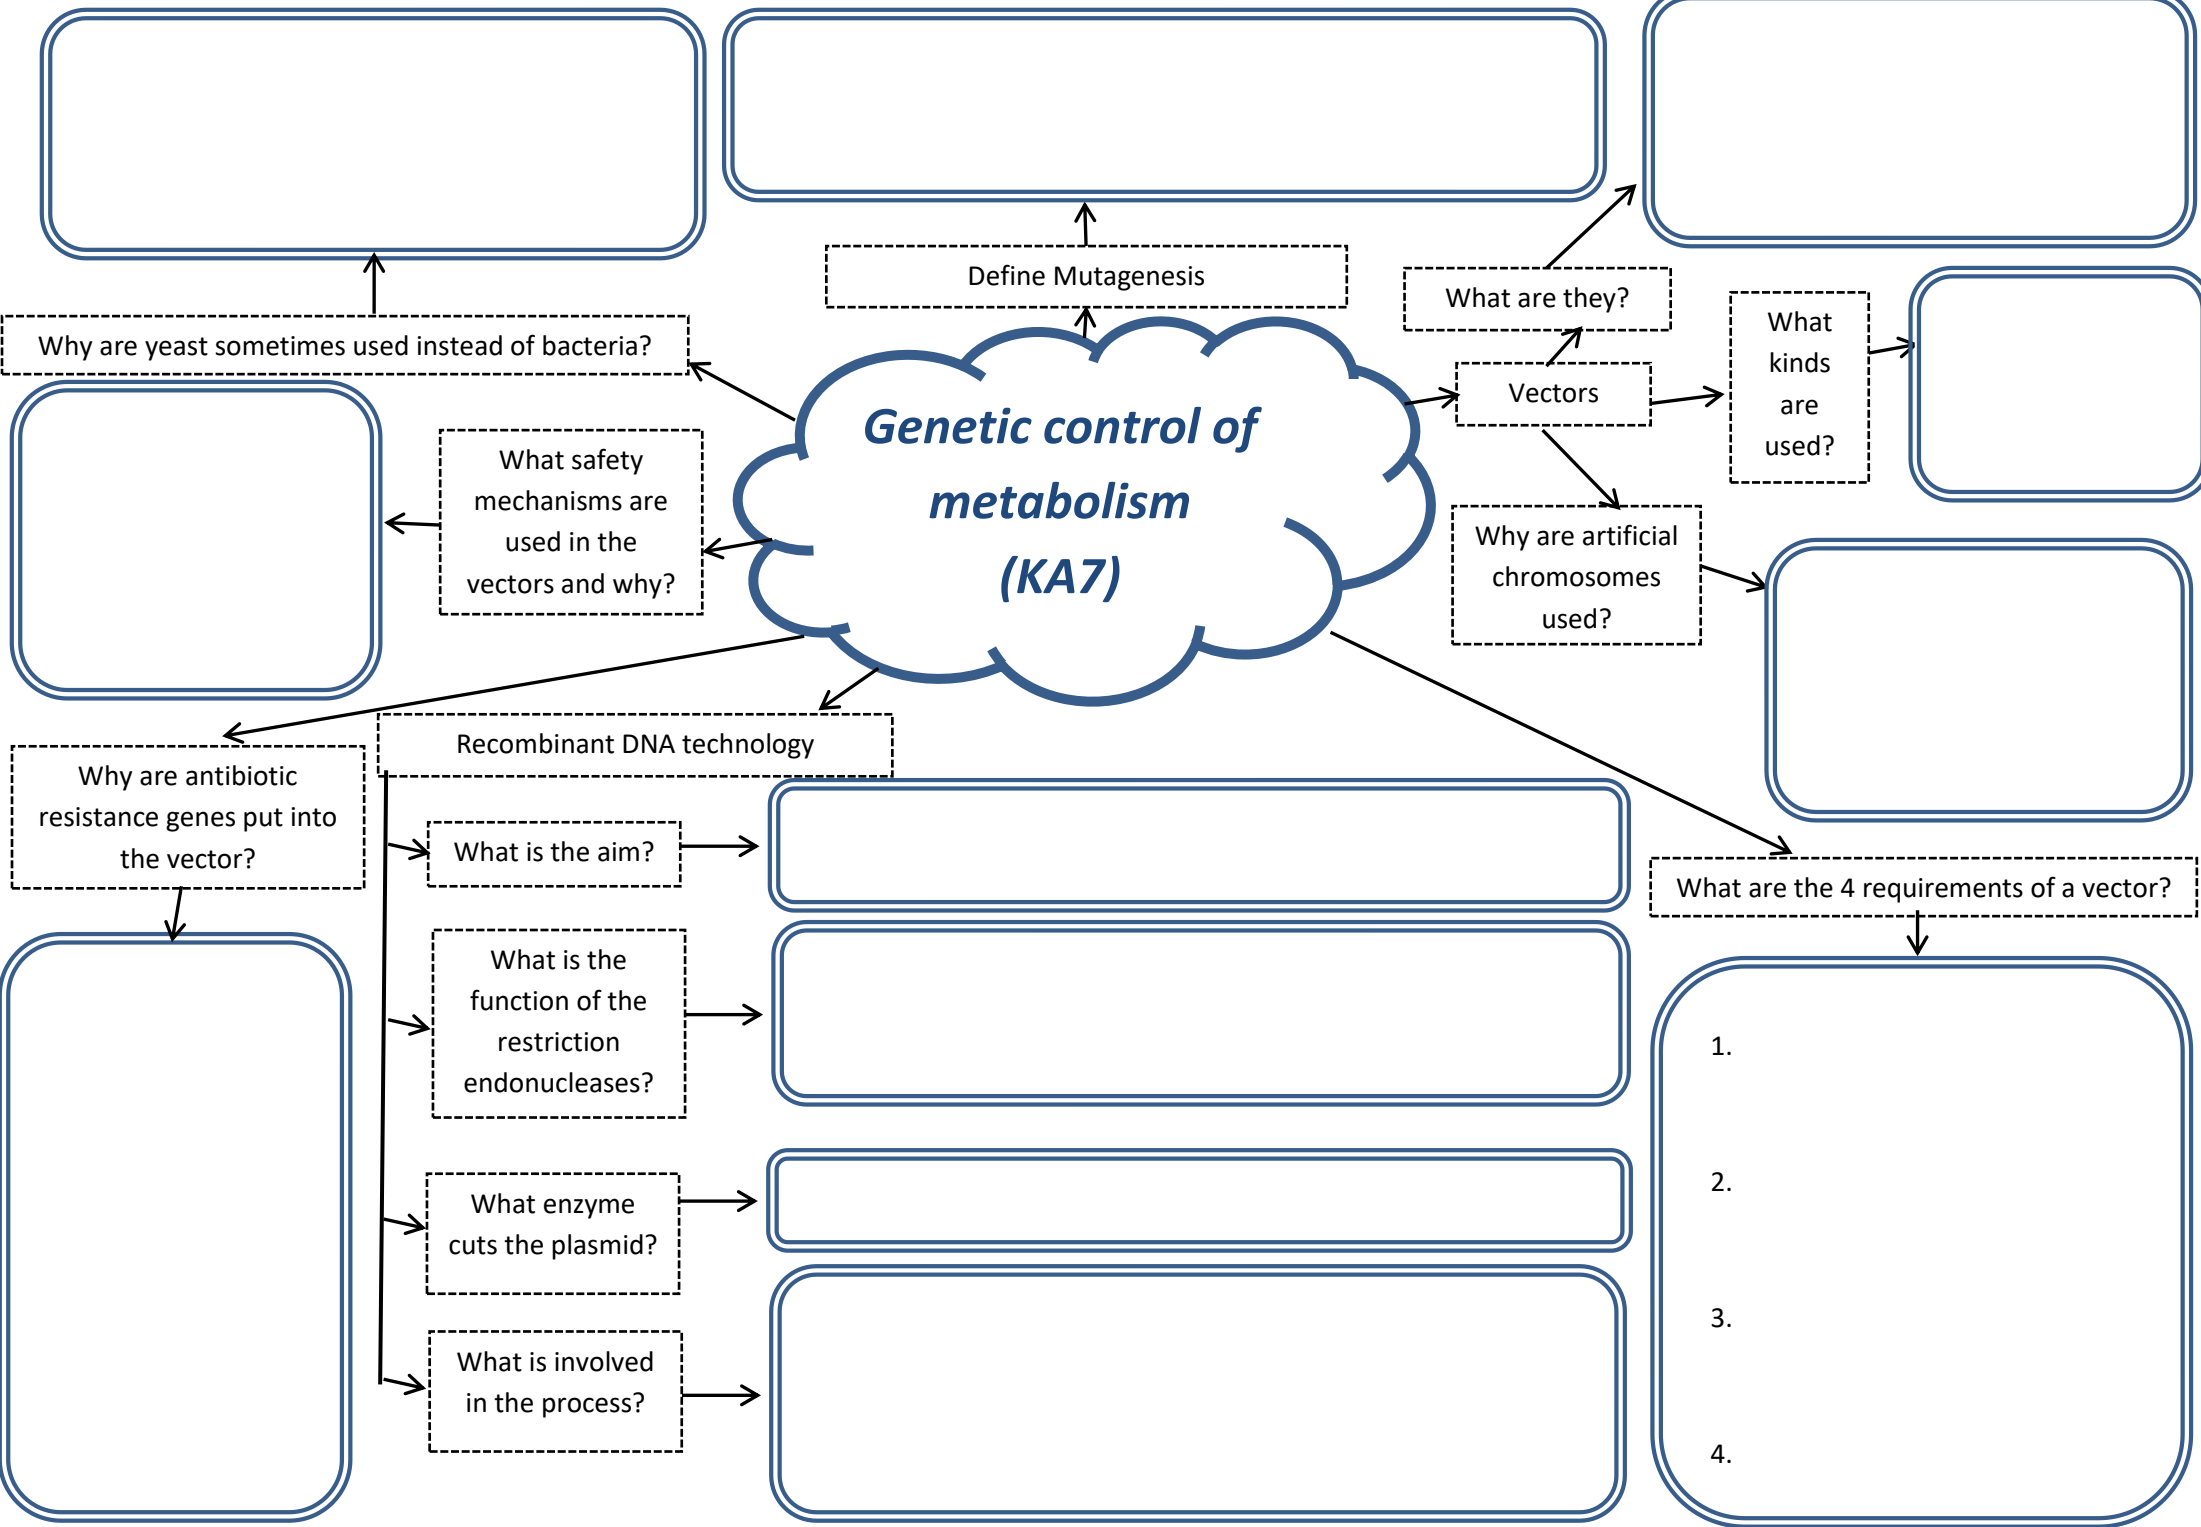 Define Mutagenesis
What are they?
Why are yeast sometimes used instead of bacteria?
What
kinds
are
used?
Vectors
Genetic control of
metabolism
(KA7)
What safety
mechanisms are
used in the
vectors and why?
Why are artificial
chromosomes
used?
Recombinant DNA technology
Why are antibiotic
resistance genes put into
the vector?
What is the aim?
What are the 4 requirements of a vector?
What is the
function of the
restriction
endonucleases?
What enzyme
cuts the plasmid?
What is involved
in the process?
1.
2.
3.
4.